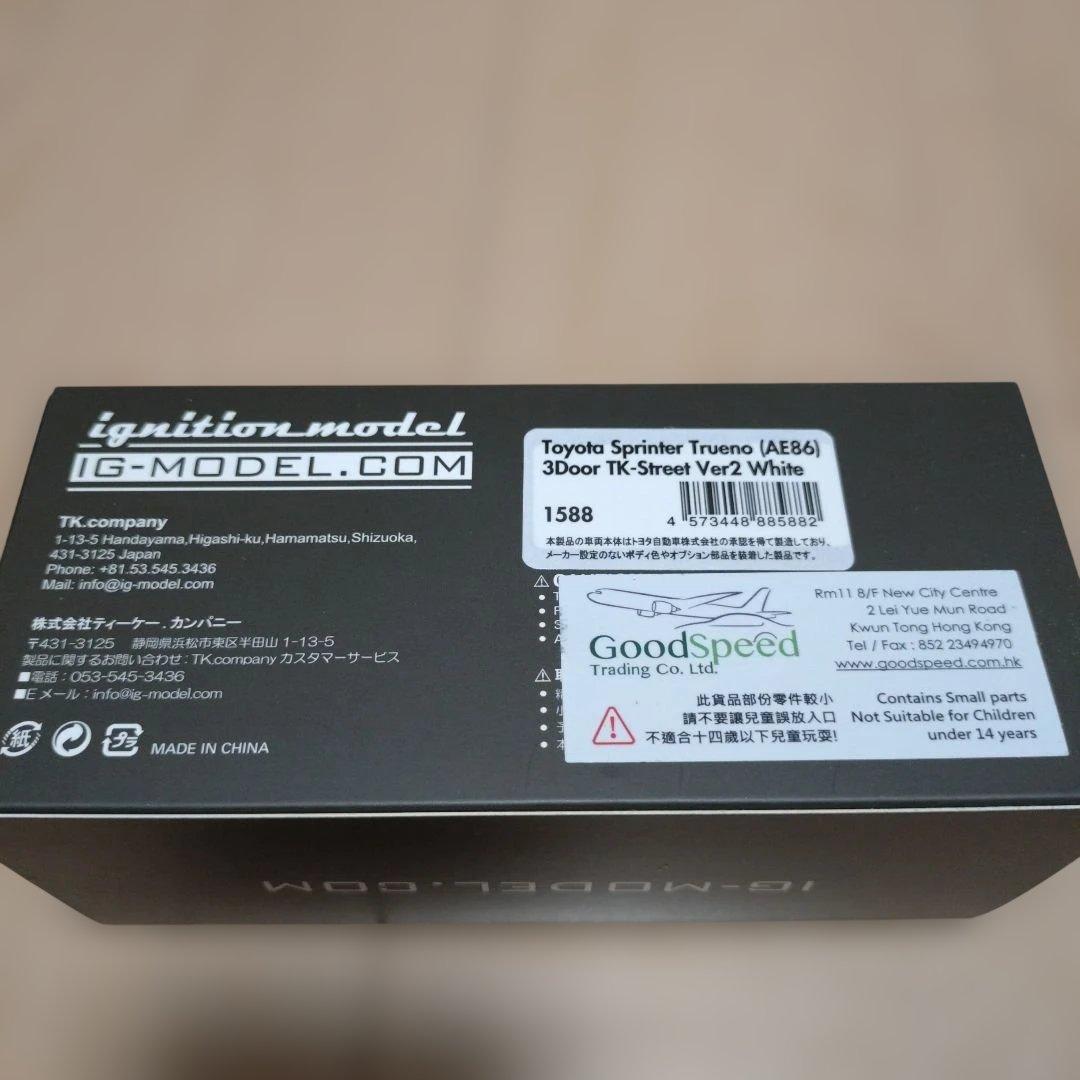 ignition model
IG-MODEL.COM
TK.company
1-13-5 Handayama,Higashi-ku,Hamamatsu,Shizuoka,
431-3125 Japan
Phone: +81.53.545.3436
Mail: info@ig-model.com
株式会社ティーケー.カンパニー
〒431-3125 静岡県浜松市東区半田山 1-13-5
製品に関するお問い合わせ:TK.company カスタマーサービス
■電話:053-545-3436
■E メール:info@ig-model.com
紙
プラ
MADE IN CHINA
Toyota Sprinter Trueno (AE86)
3Door TK-Street Ver2 White
1588
4 573448 885882
本製品の車両本体はトヨタ自動車株式会社の承認を得て製造しており、
メーカー設定のないボディ色やオプション部品を装着した製品です。
GoodSpeed
Trading Co. Ltd.
Rm11 8/F New City Centre
2 Lei Yue Mun Road
Kwun Tong Hong Kong
Tel / Fax : 852 23494970
www.goodspeed.com.hk
此貨品部份零件較小
請不要讓兒童誤放入口
不適合十四歲以下兒童玩耍!
Contains Small parts
Not Suitable for Children
under 14 years
IG-MODEL.COM